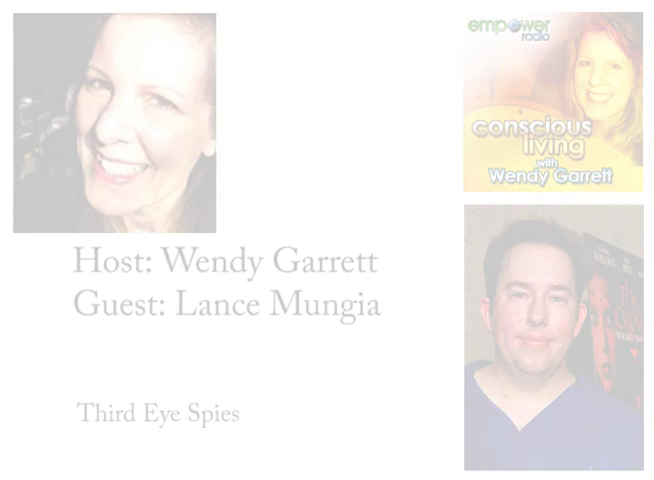 empower
radio
conscious
living
with
Wendy Garrett
Host: Wendy Garrett
Guest: Lance Mungia
Third Eye Spies